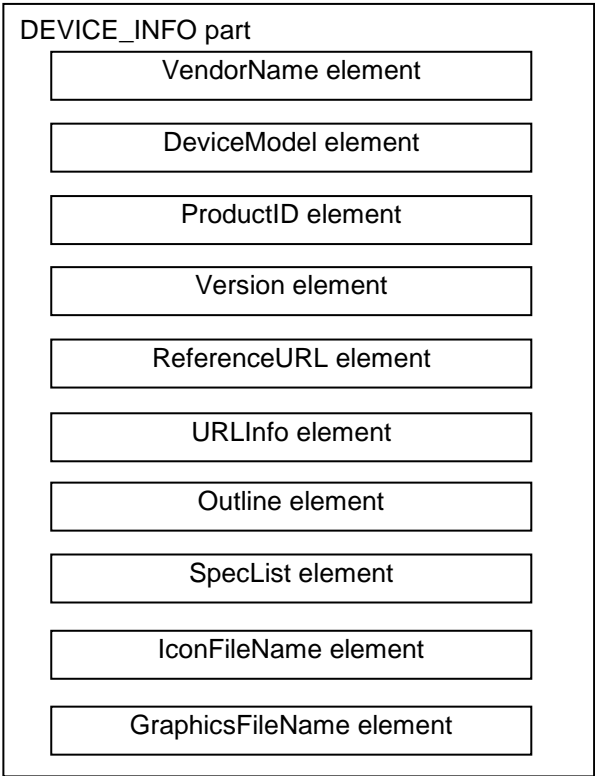 DEVICE_INFO part
VendorName element
DeviceModel element
ProductID element
Version element
ReferenceURL element
URLInfo element
Outline element
SpecList element
IconFileName element
GraphicsFileName element